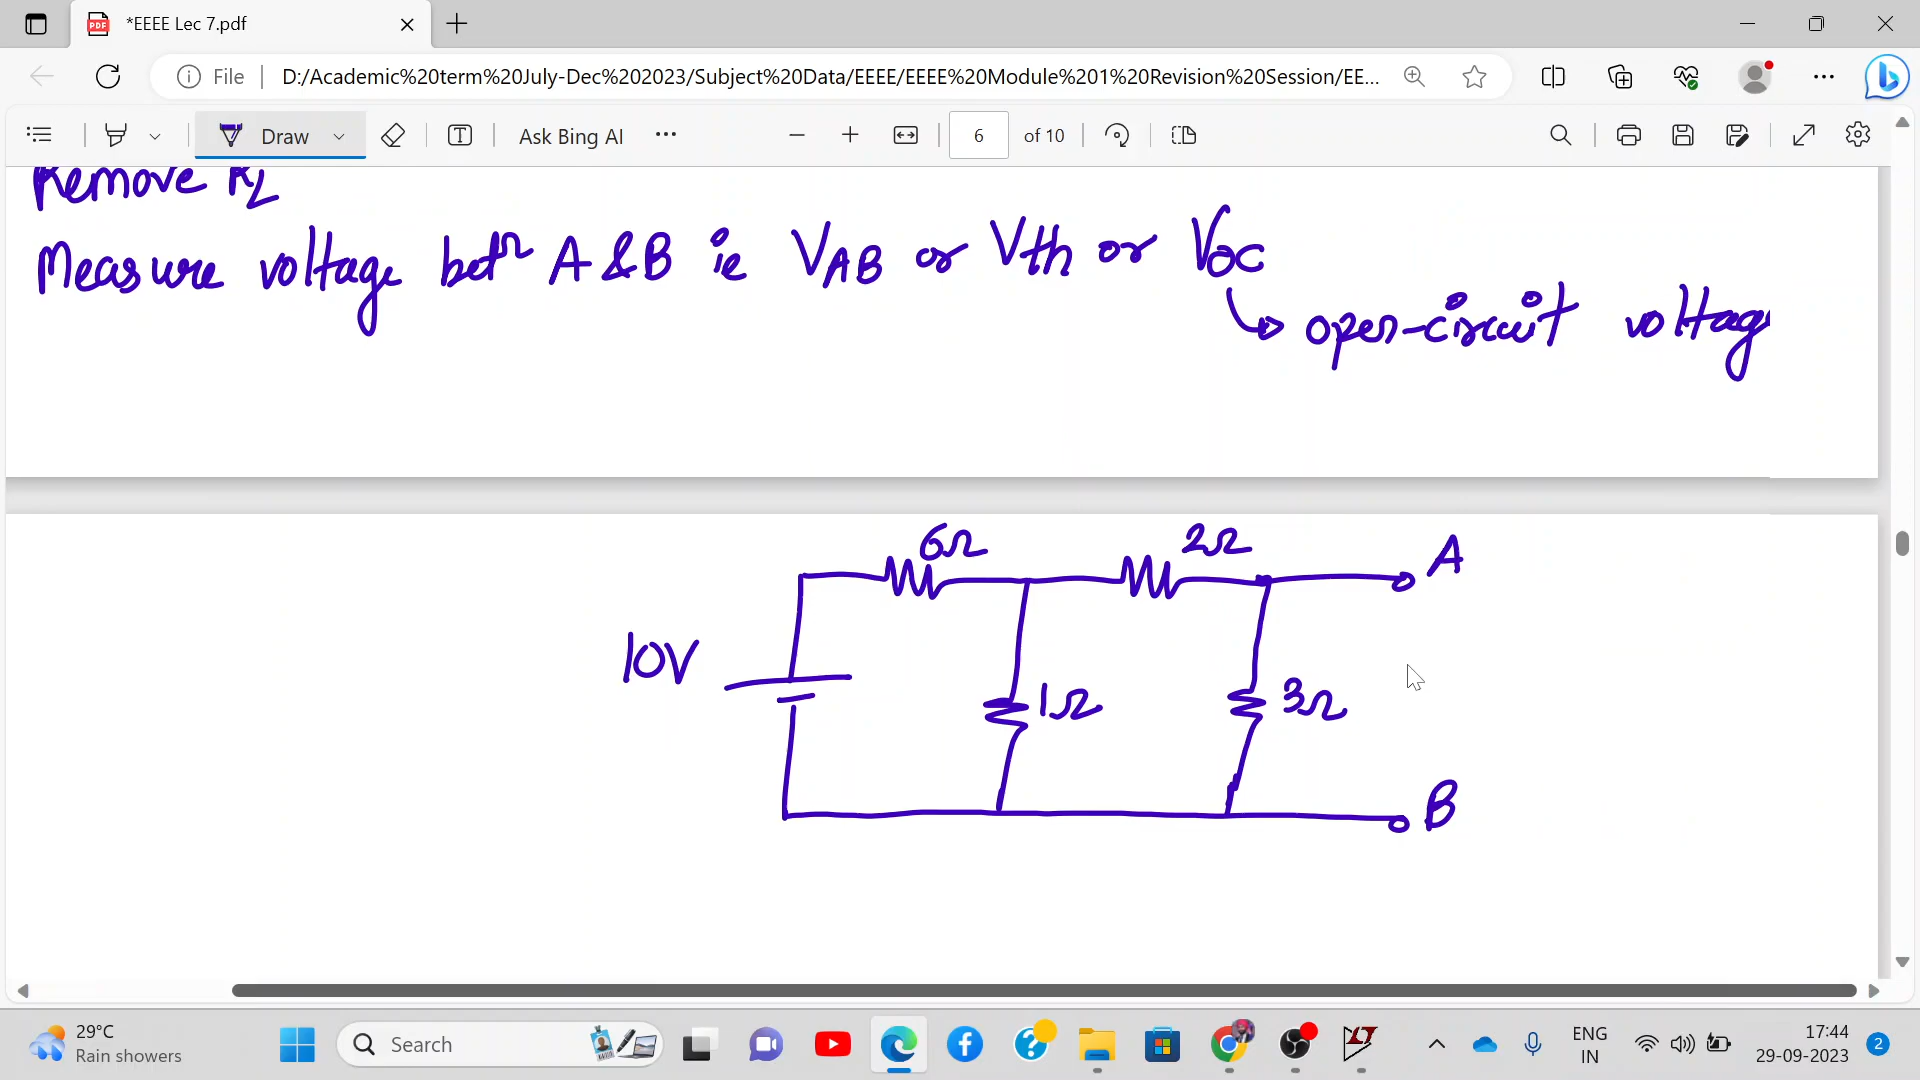 *EEEE Lec 7.pdf
File
D:/Academic%20term%20July-Dec%202023/Subject%20Data/EEEE/EEEE%20Module%201%20Revision%20Session/EE...
Draw
Ask Bing AI
6 of 10
Remove RL
Measure voltage betn A & B ie VAB or Vth or VOC
open-circuit voltage
6Ω 2Ω A
10V 1Ω 3Ω
B
29°C
Rain showers
Search
ENG
IN
17:44
29-09-2023
2